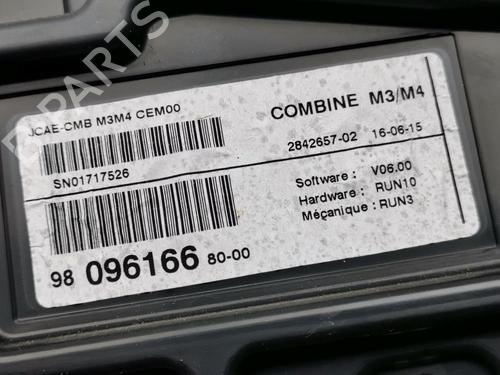 B-PARTS
JCAE-CMB M3M4 CEM00
COMBINE M3/M4
SN01717526
2842657-02 16-06-15
Software : V06.00
Hardware : RUN10
Mécanique : RUN3
98 096166 80-00